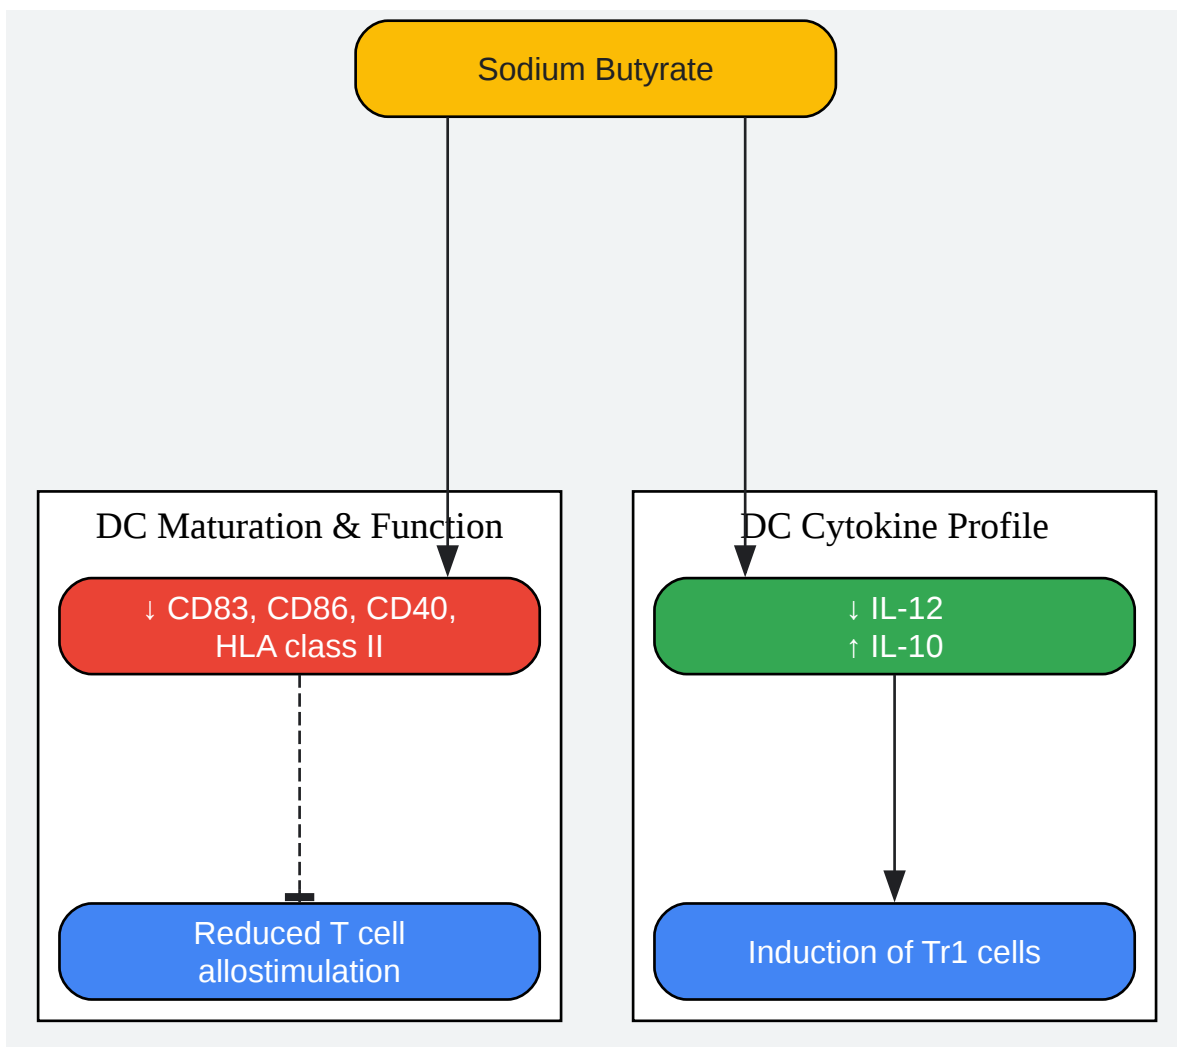 Sodium Butyrate
DC Maturation & Function
↓ CD83, CD86, CD40,
HLA class II
Reduced T cell
allostimulation
DC Cytokine Profile
↓ IL-12
↑ IL-10
Induction of Tr1 cells